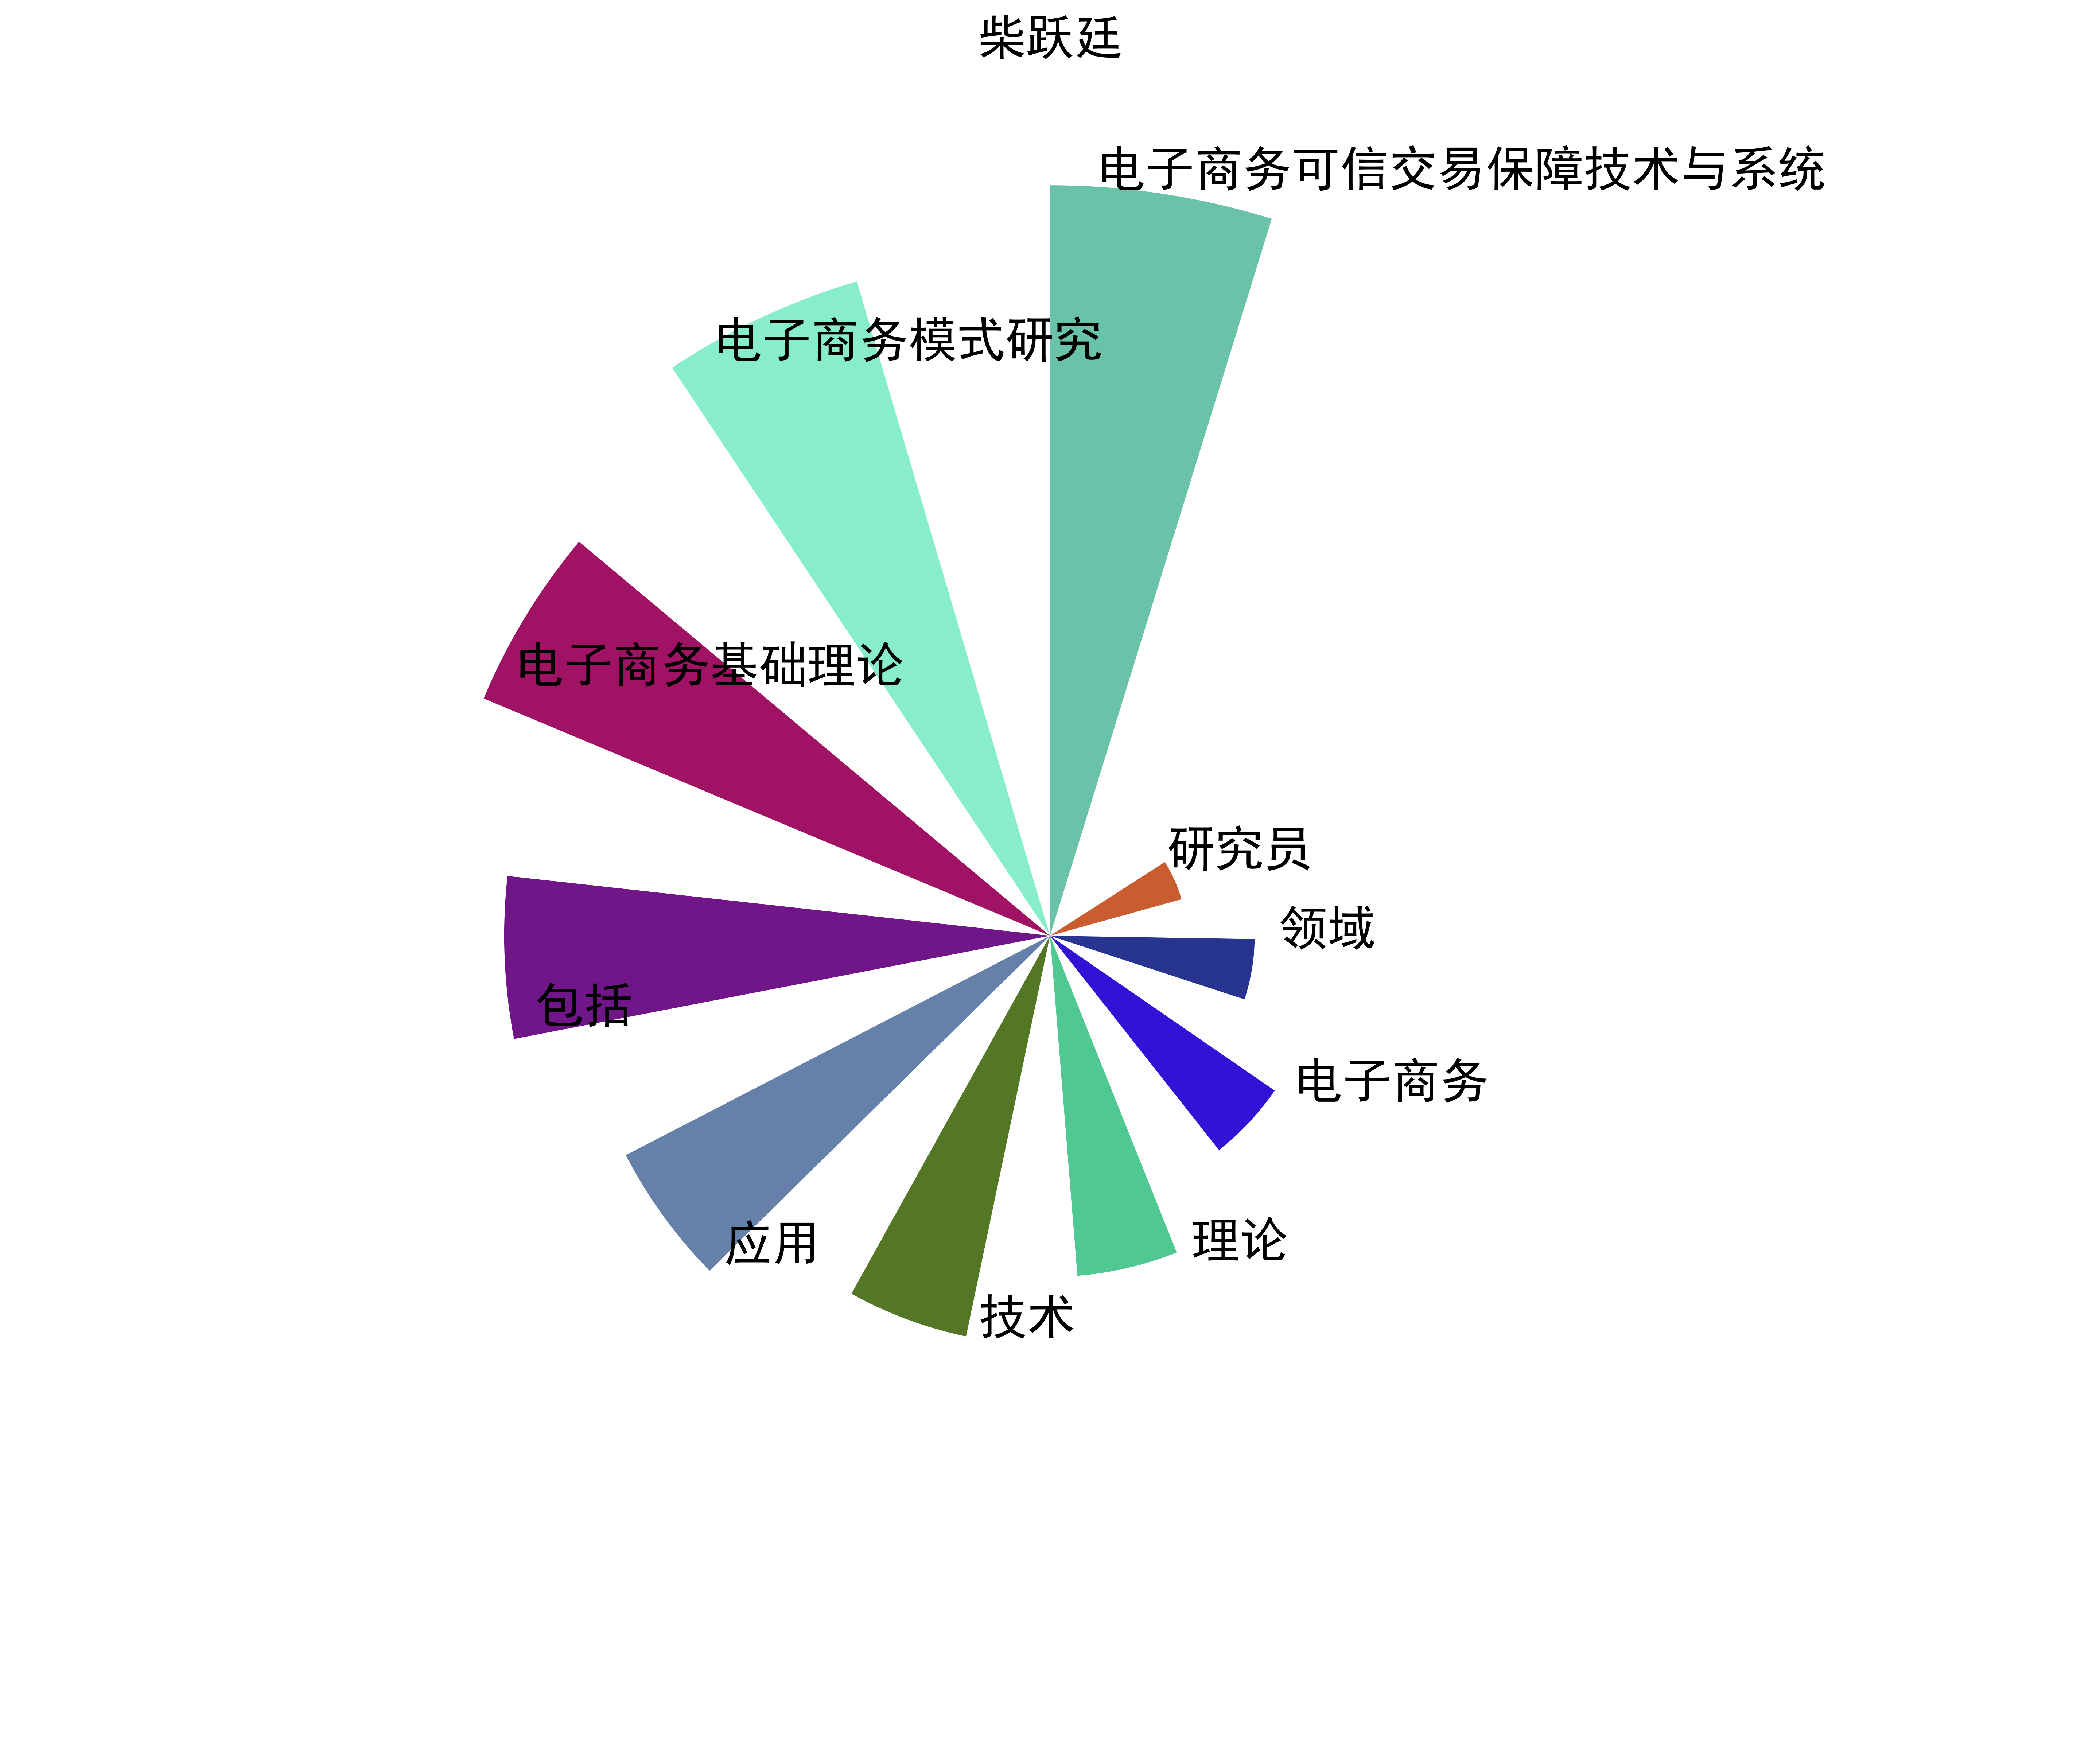 柴跃廷
电子商务可信交易保障技术与系统
电子商务模式研究
电子商务基础理论
研究员
领域
包括
电子商务
理论
应用
技术